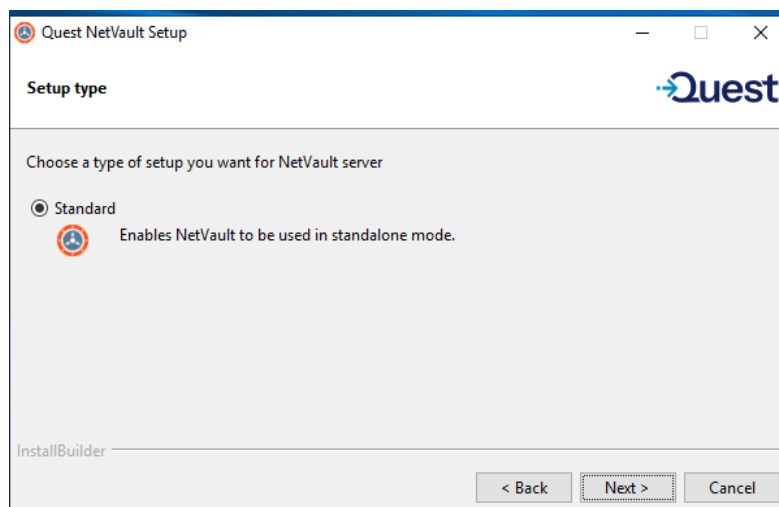 Quest NetVault Setup
Setup type
Quest
Choose a type of setup you want for NetVault server
Standard
Enables NetVault to be used in standalone mode.
InstallBuilder
< Back
Next >
Cancel